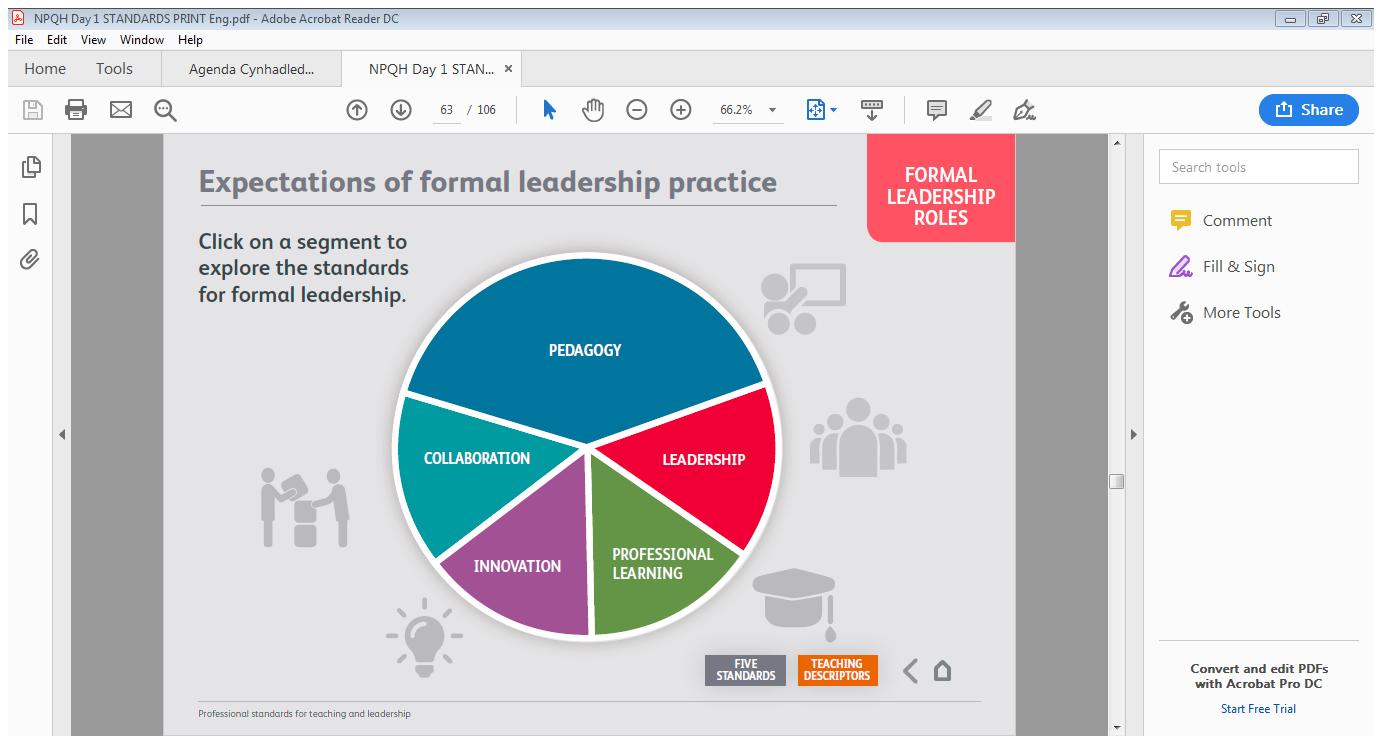 NPQH Day 1 STANDARDS PRINT Eng.pdf - Adobe Acrobat Reader DC
File Edit View Window Help
Home Tools Agenda Cynhadled... NPQH Day 1 STAN... ×
63 / 106 66.2% Share
Expectations of formal leadership practice
FORMAL
LEADERSHIP
ROLES
Click on a segment to
explore the standards
for formal leadership.
PEDAGOGY
COLLABORATION
LEADERSHIP
INNOVATION
PROFESSIONAL
LEARNING
FIVE
STANDARDS
TEACHING
DESCRIPTORS
Professional standards for teaching and leadership
Search tools
Comment
Fill & Sign
More Tools
Convert and edit PDFs
with Acrobat Pro DC
Start Free Trial